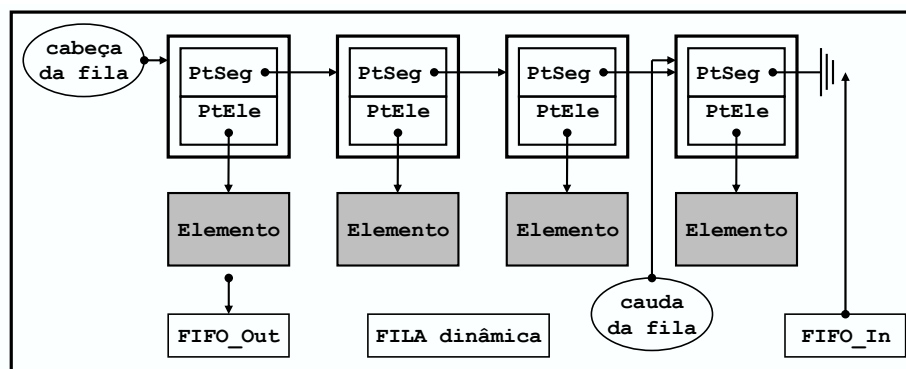 cabeça
da fila
PtSeg
PtEle
Elemento
PtSeg
PtEle
Elemento
PtSeg
PtEle
Elemento
PtSeg
PtEle
Elemento
FIFO_Out
FILA dinâmica
cauda
da fila
FIFO_In